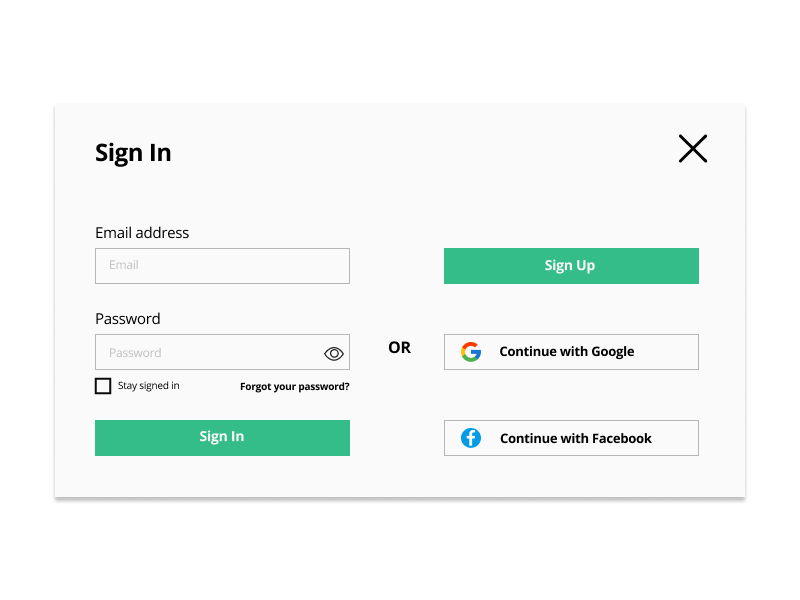 Sign In
Email address
Email
Password
Password
Stay signed in
Forgot your password?
Sign In
OR
Sign Up
Continue with Google
Continue with Facebook